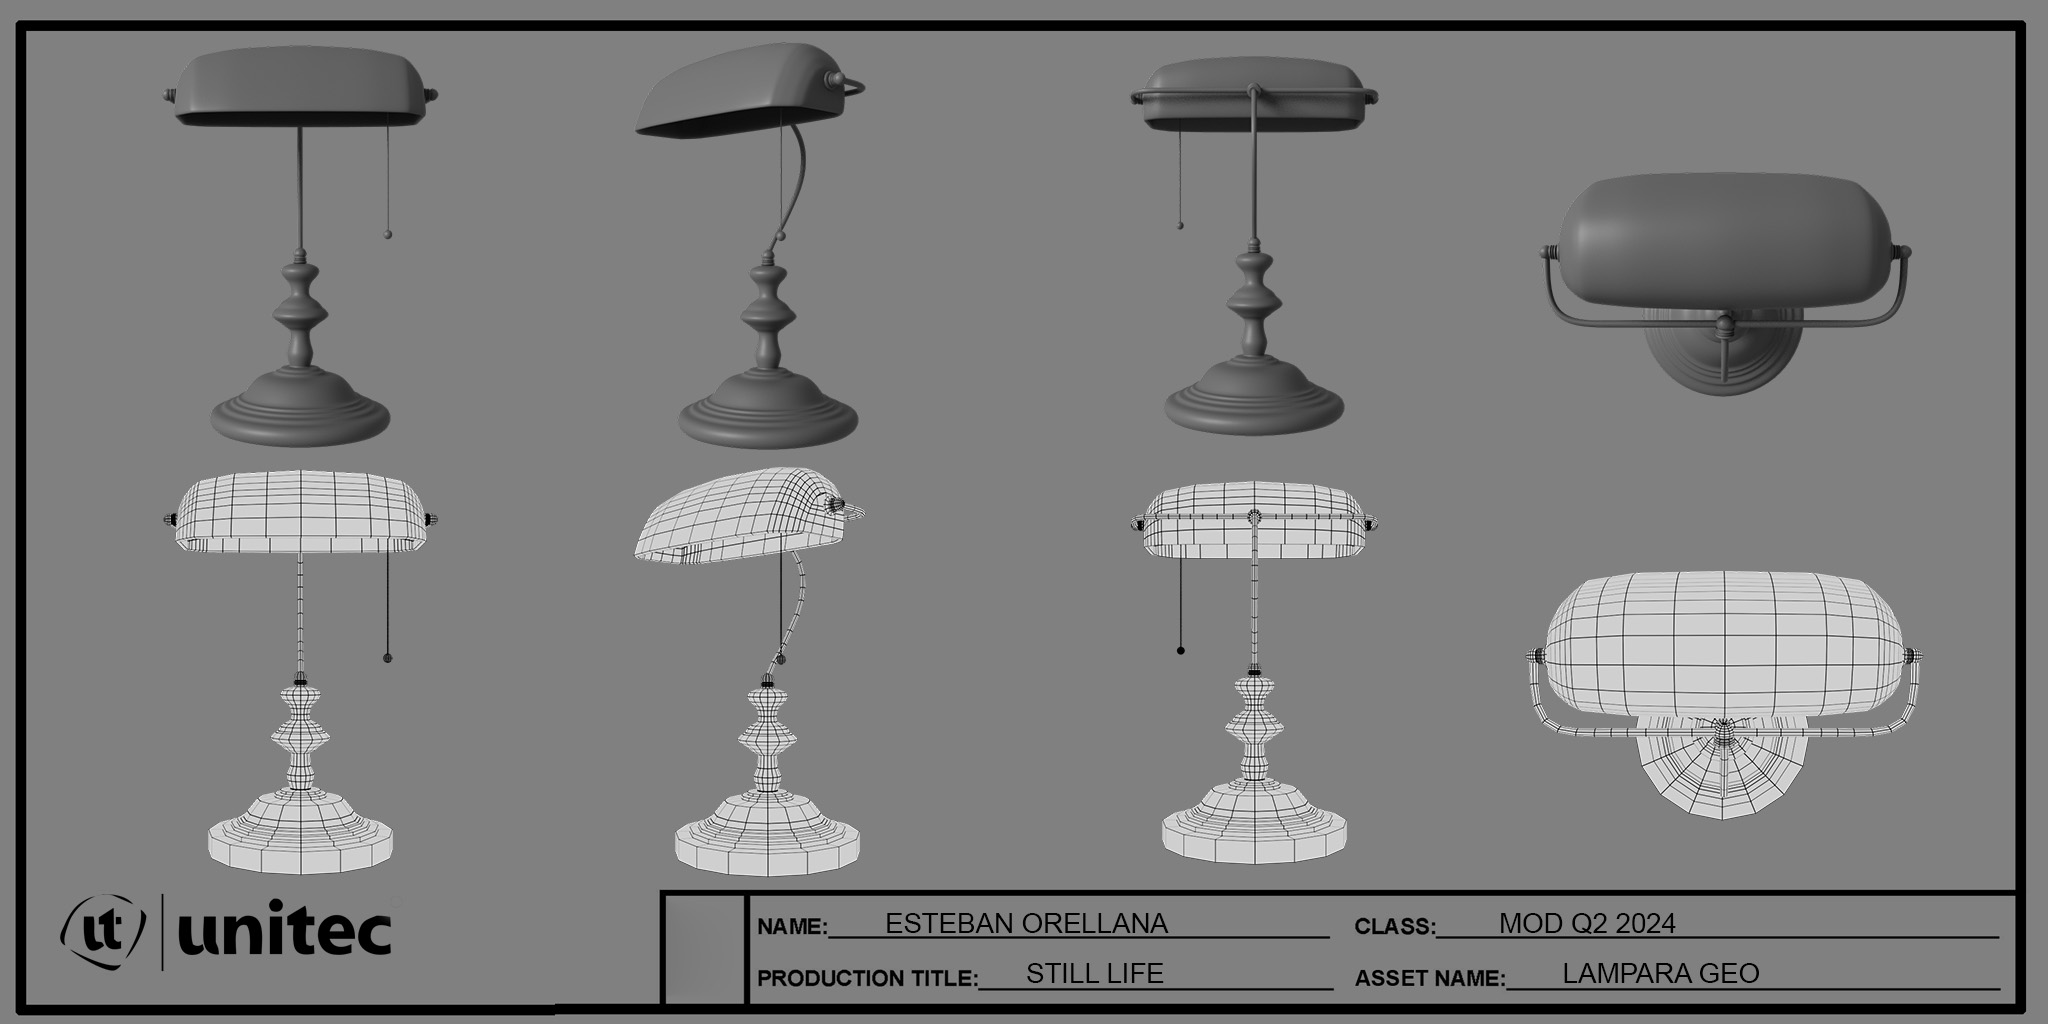 ut unitec
NAME: ESTEBAN ORELLANA CLASS: MOD Q2 2024
PRODUCTION TITLE: STILL LIFE ASSET NAME: LAMPARA GEO